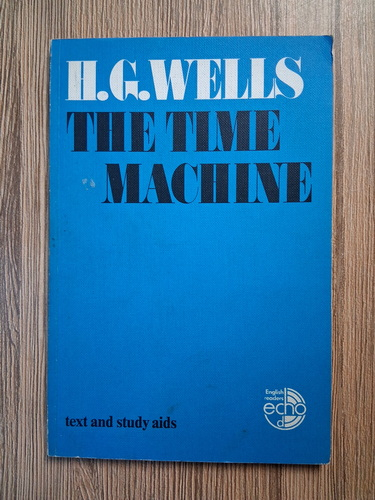 H.G.WELLS
THE TIME
MACHINE
text and study aids
English
readers
echo